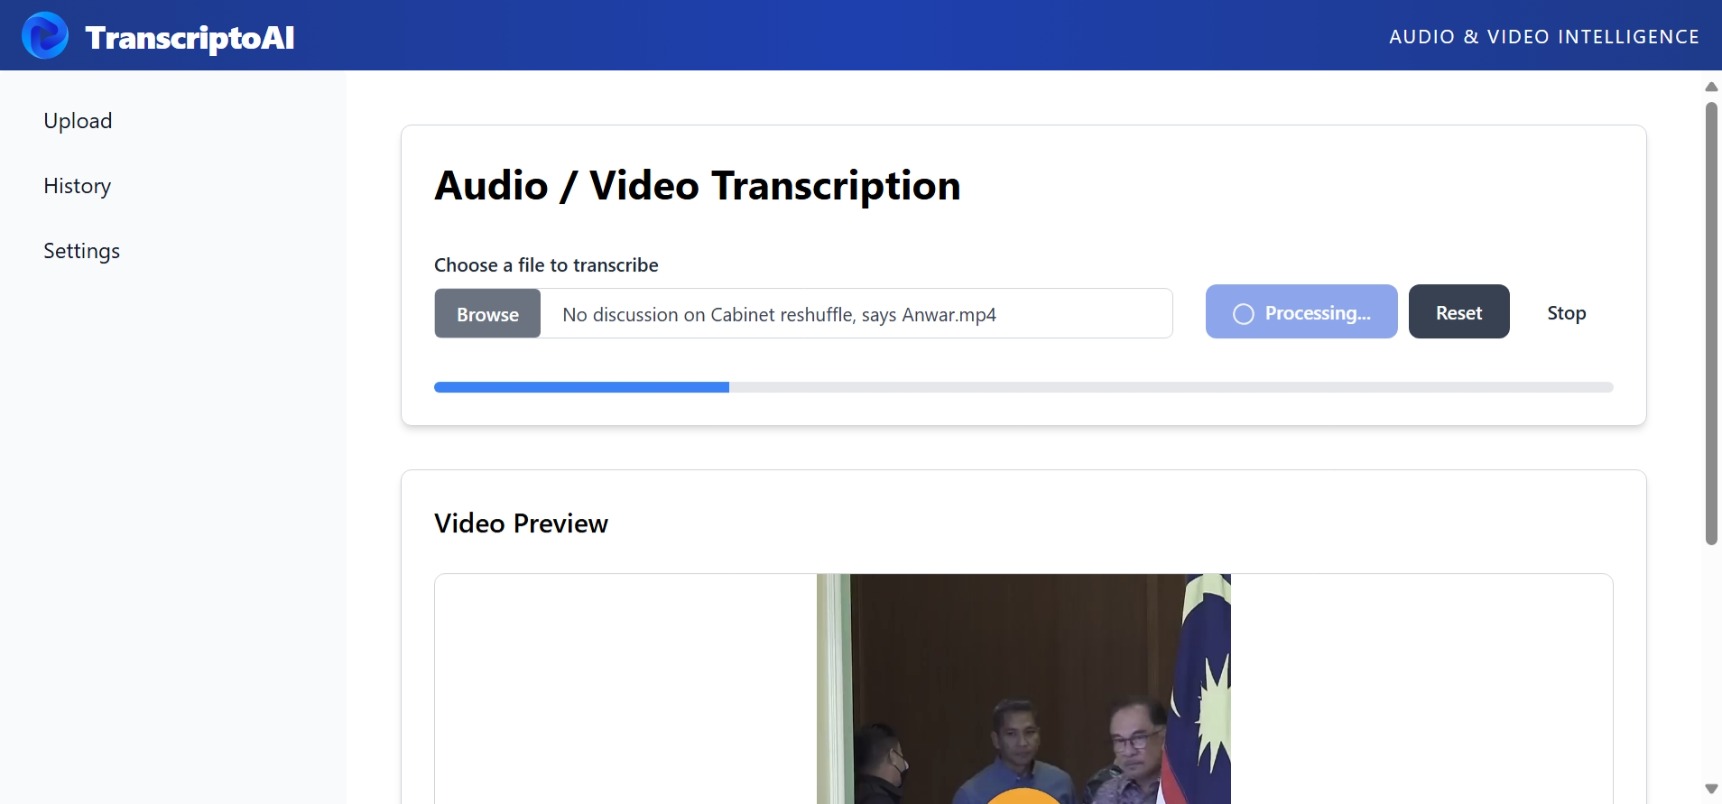 TranscriptoAI
AUDIO & VIDEO INTELLIGENCE
Upload
History
Settings
Audio / Video Transcription
Choose a file to transcribe
Browse
No discussion on Cabinet reshuffle, says Anwar.mp4
Processing...
Reset
Stop
Video Preview